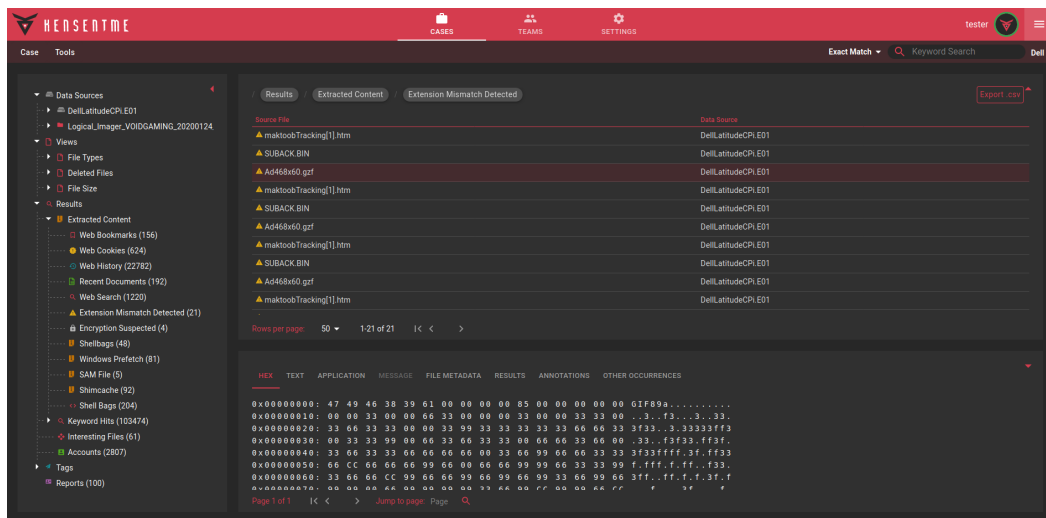 HENSENTME
CASES
TEAMS
SETTINGS
tester
Case Tools
Exact Match
Keyword Search
Dell
Data Sources
DellLatitudeCPi.E01
Logical_Imager_VOIDGAMING_20200124
Views
File Types
Deleted Files
File Size
Results
Extracted Content
Web Bookmarks (156)
Web Cookies (624)
Web History (22782)
Recent Documents (192)
Web Search (1220)
Extension Mismatch Detected (21)
Encryption Suspected (4)
Shellbags (48)
Windows Prefetch (81)
SAM File (5)
Shimcache (92)
Shell Bags (204)
Keyword Hits (103474)
Interesting Files (61)
Accounts (2807)
Tags
Reports (100)
/ Results / Extracted Content / Extension Mismatch Detected
Export .csv
Source File Data Source
maktoobTracking[1].htm DellLatitudeCPi.E01
SUBACK.BIN DellLatitudeCPi.E01
Ad468x60.gzf DellLatitudeCPi.E01
maktoobTracking[1].htm DellLatitudeCPi.E01
SUBACK.BIN DellLatitudeCPi.E01
Ad468x60.gzf DellLatitudeCPi.E01
maktoobTracking[1].htm DellLatitudeCPi.E01
SUBACK.BIN DellLatitudeCPi.E01
Ad468x60.gzf DellLatitudeCPi.E01
maktoobTracking[1].htm DellLatitudeCPi.E01
Rows per page: 50 1-21 of 21
HEX TEXT APPLICATION MESSAGE FILE METADATA RESULTS ANNOTATIONS OTHER OCCURRENCES
0x00000000: 47 49 46 38 39 61 00 00 00 00 85 00 00 00 00 00 GIF89a..........
0x00000010: 00 00 33 00 00 66 33 00 00 00 33 00 33 33 00 ..3..f3...3..33.
0x00000020: 33 66 33 33 00 00 33 99 33 33 33 33 33 66 66 33 3f33..3.33333ff3
0x00000030: 00 33 33 99 00 66 33 66 33 33 00 66 66 33 66 00 .33..f3f33.ff3f.
0x00000040: 33 66 33 33 66 66 66 66 00 33 66 99 66 66 33 33 3f33ffff.3f.ff33
0x00000050: 66 CC 66 66 66 99 66 00 66 66 99 99 66 33 33 99 f.fff.f.ff..f33.
0x00000060: 33 66 66 CC 99 66 66 99 66 99 66 99 33 66 99 66 3ff..ff.f.f.3f.f
Page 1 of 1 Jump to page: Page